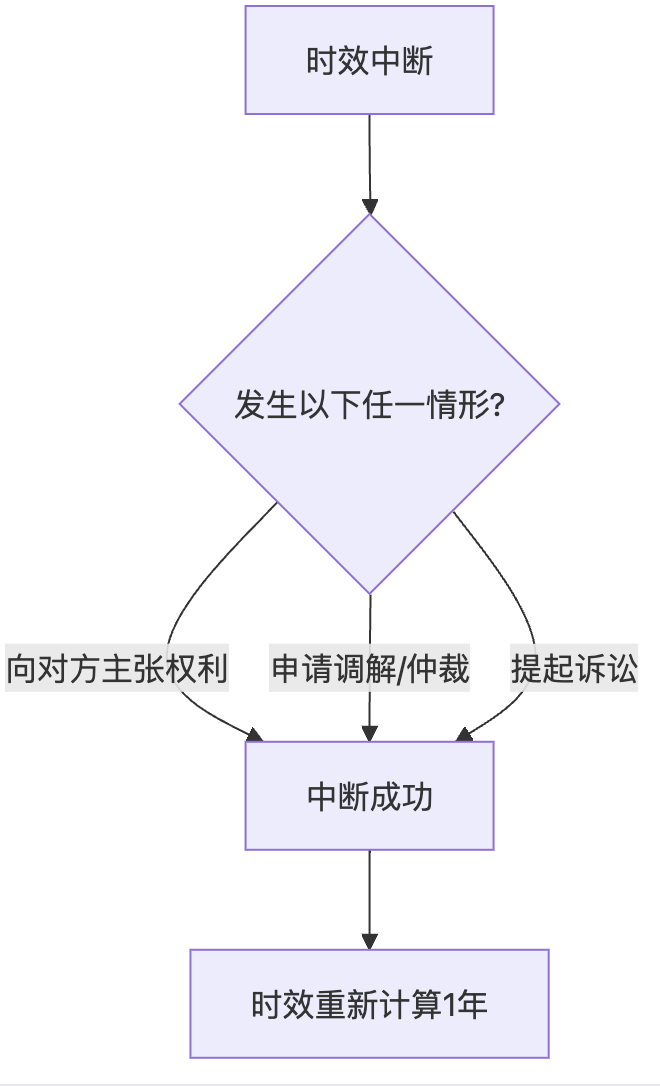 时效中断
发生以下任一情形?
向对方主张权利
申请调解/仲裁
提起诉讼
中断成功
时效重新计算1年